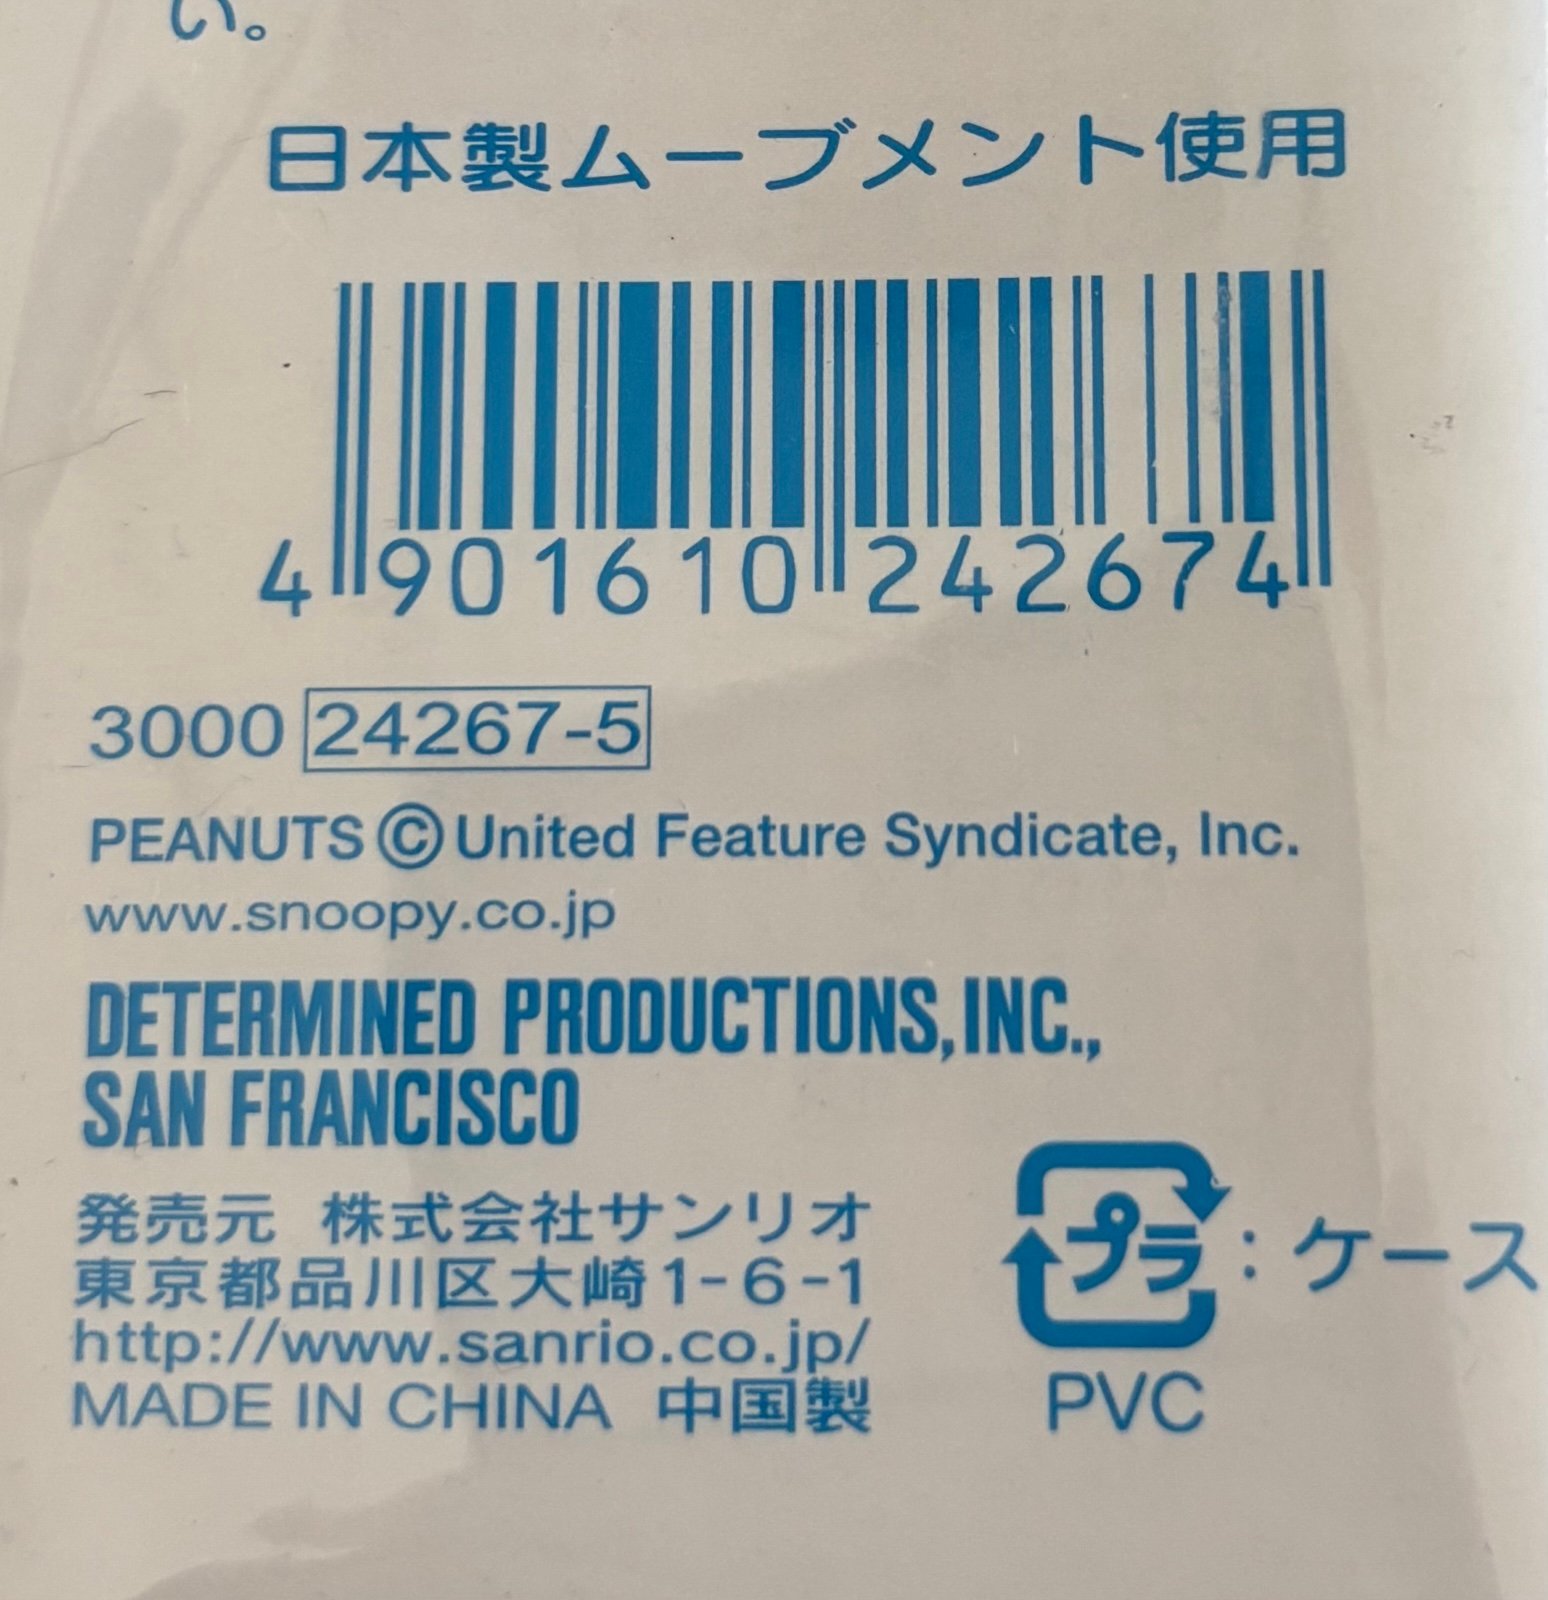 い。
日本製ムーブメント使用
4 901610 242674
3000 24267-5
PEANUTS © United Feature Syndicate, Inc.
www.snoopy.co.jp
DETERMINED PRODUCTIONS, INC.,
SAN FRANCISCO
発売元 株式会社サンリオ
東京都品川区大崎1-6-1
http://www.sanrio.co.jp/
MADE IN CHINA 中国製
プラ：ケース
PVC